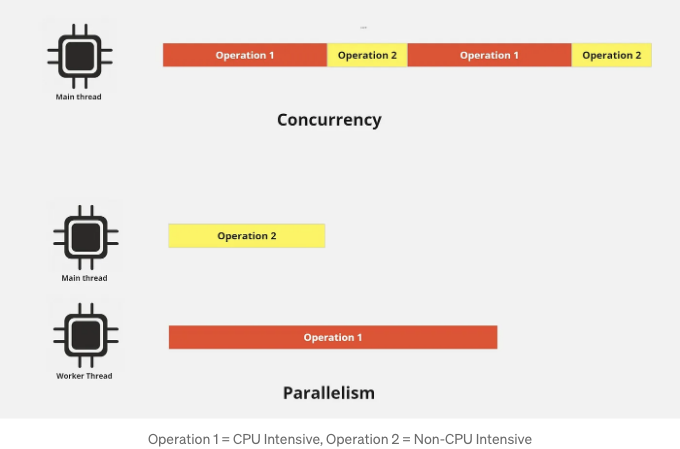 Operation 1 Operation 2 Operation 1 Operation 2
Main thread
Concurrency
Operation 2
Main thread
Operation 1
Worker Thread
Parallelism
Operation 1 = CPU Intensive, Operation 2 = Non-CPU Intensive